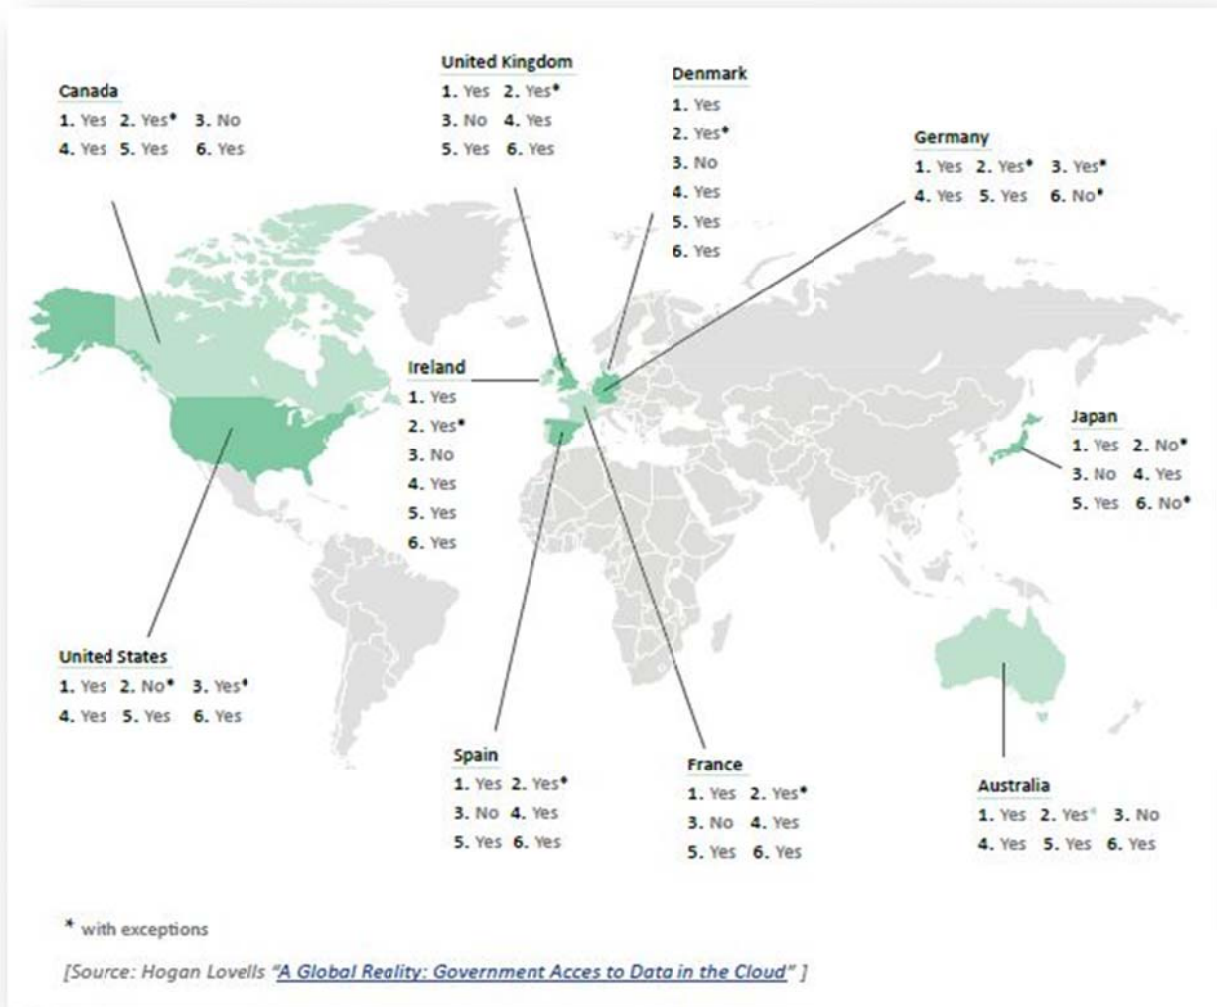 Canada
1. Yes 2. Yes* 3. No
4. Yes 5. Yes 6. Yes
United Kingdom
1. Yes 2. Yes*
3. No 4. Yes
5. Yes 6. Yes
Denmark
1. Yes
2. Yes*
3. No
4. Yes
5. Yes
6. Yes
Germany
1. Yes 2. Yes* 3. Yes*
4. Yes 5. Yes 6. No*
Ireland
1. Yes
2. Yes*
3. No
4. Yes
5. Yes
6. Yes
Japan
1. Yes 2. No*
3. No 4. Yes
5. Yes 6. No*
United States
1. Yes 2. No* 3. Yes*
4. Yes 5. Yes 6. Yes
Spain
1. Yes 2. Yes*
3. No 4. Yes
5. Yes 6. Yes
France
1. Yes 2. Yes*
3. No 4. Yes
5. Yes 6. Yes
Australia
1. Yes 2. Yes* 3. No
4. Yes 5. Yes 6. Yes
* with exceptions
[Source: Hogan Lovells "A Global Reality: Government Acces to Data in the Cloud" ]